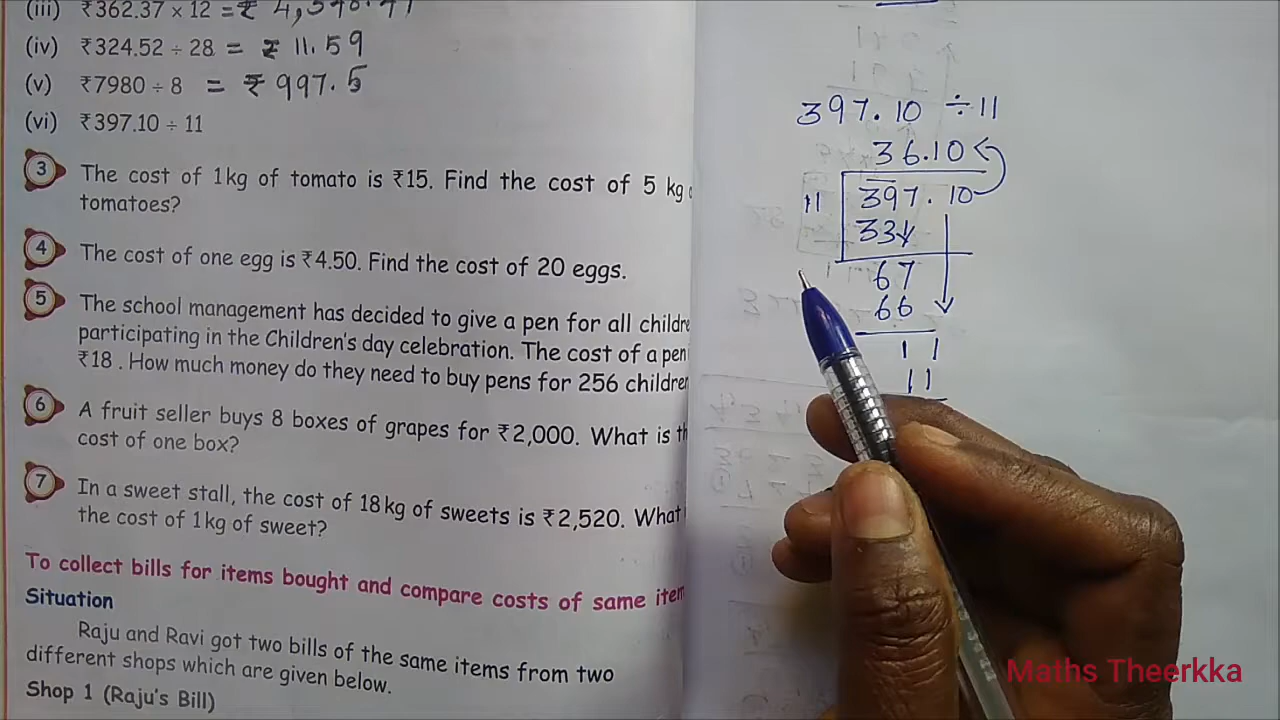 (iii) ₹362.37 × 12 = ₹ 4,
(iv) ₹324.52 ÷ 28 = ₹ 11.59
(v) ₹7980 ÷ 8 = ₹ 997.5
(vi) ₹397.10 ÷ 11
3 The cost of 1kg of tomato is ₹15. Find the cost of 5 kg
tomatoes?
4 The cost of one egg is ₹4.50. Find the cost of 20 eggs.
5 The school management has decided to give a pen for all childre
participating in the Children's day celebration. The cost of a pen
₹18 . How much money do they need to buy pens for 256 children
6 A fruit seller buys 8 boxes of grapes for ₹2,000. What is th
cost of one box?
7 In a sweet stall, the cost of 18kg of sweets is ₹2,520. What
the cost of 1kg of sweet?
To collect bills for items bought and compare costs of same item
Situation
Raju and Ravi got two bills of the same items from two
different shops which are given below.
Shop 1 (Raju's Bill)
397.10 ÷ 11
36.10
11 397.10
33
67
66
11
11
Maths Theerkka